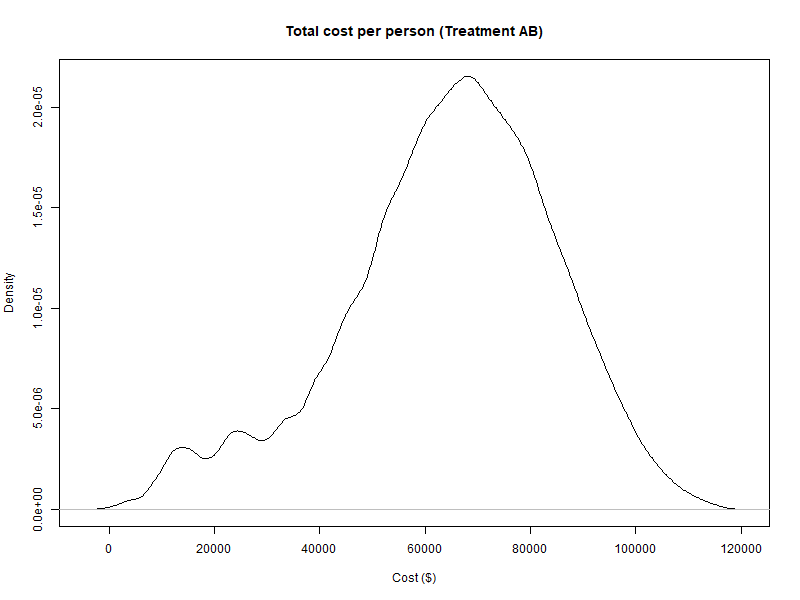 Total cost per person (Treatment AB)
2.0e-05
1.5e-05
1.0e-05
5.0e-06
0.0e+00
Density
0 20000 40000 60000 80000 100000 120000
Cost ($)